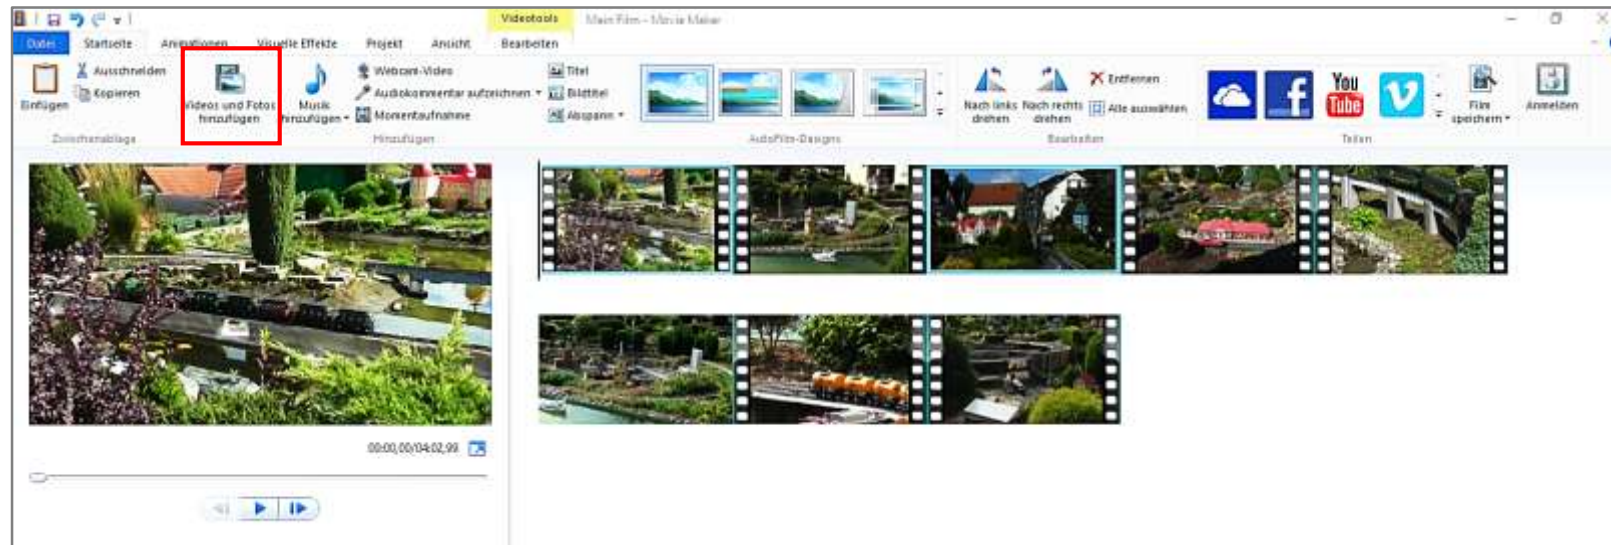 Videotools
Mein Film - Movie Maker
Datei
Startseite
Animationen
Visuelle Effekte
Projekt
Ansicht
Bearbeiten
Einfügen
Ausschneiden
Kopieren
Zwischenablage
Videos und Fotos
hinzufügen
Musik
hinzufügen
Webcam-Video
Audiokommentar aufzeichnen
Momentaufnahme
Hinzufügen
Titel
Bildtitel
Abspann
AutoFilm-Designs
Nach links
drehen
Nach rechts
drehen
Entfernen
Alle auswählen
Bearbeiten
f
You
Tube
V
Teilen
Film
speichern
Anmelden
00:00,00/04:02,99